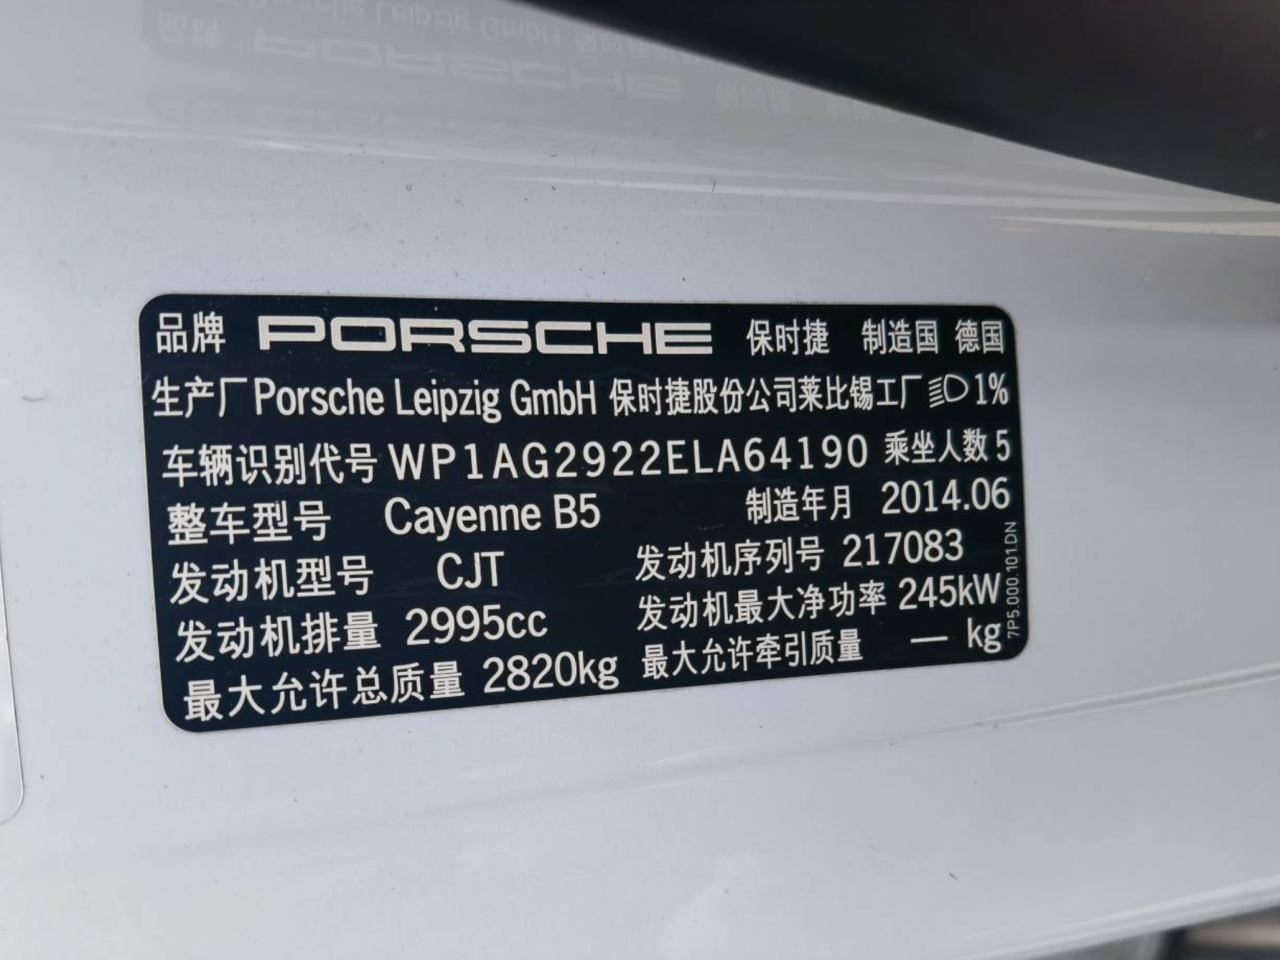 品牌 PORSCHE 保时捷 制造国 德国
生产厂 Porsche Leipzig GmbH 保时捷股份公司莱比锡工厂 1%
车辆识别代号 WP1AG2922ELA64190 乘坐人数 5
整车型号 Cayenne B5 制造年月 2014.06
发动机型号 CJT 发动机序列号 217083
发动机排量 2995cc 发动机最大净功率 245kW
最大允许总质量 2820kg 最大允许牵引质量 — kg
7P5.000.101.DN